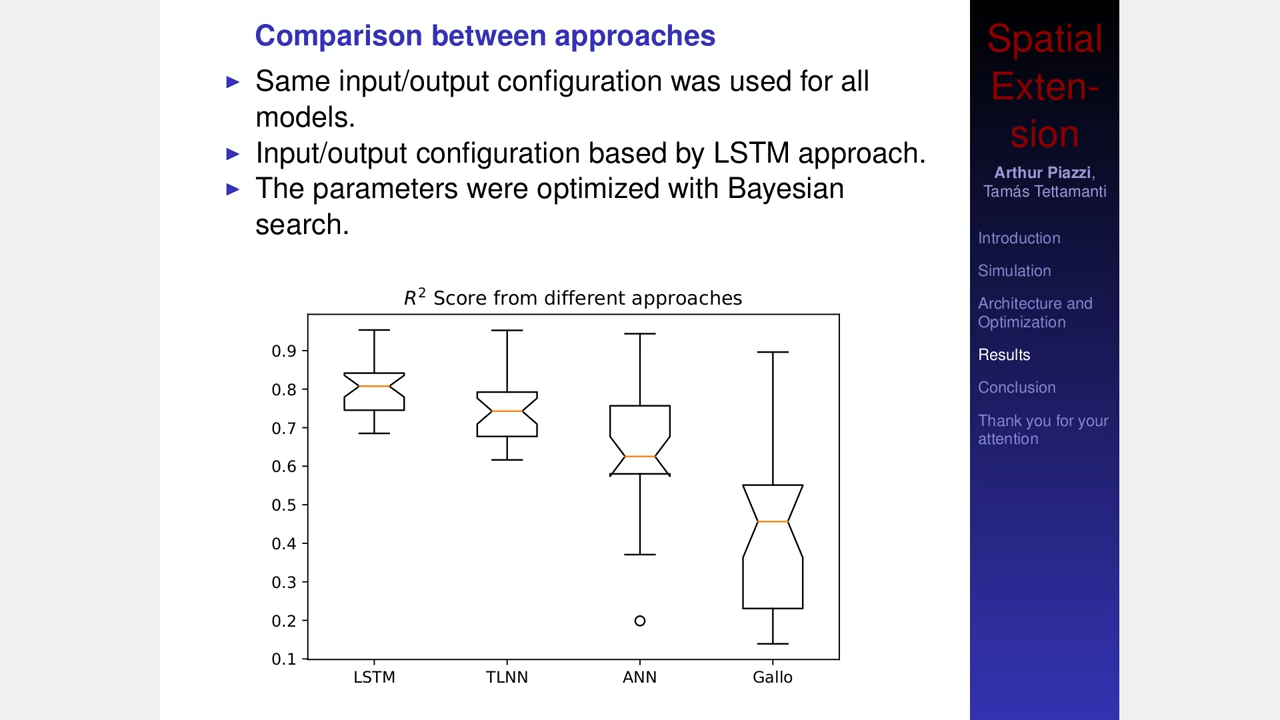 Comparison between approaches
▶ Same input/output configuration was used for all
models.
▶ Input/output configuration based by LSTM approach.
▶ The parameters were optimized with Bayesian
search.
R² Score from different approaches
0.9
0.8
0.7
0.6
0.5
0.4
0.3
0.2
0.1
LSTM TLNN ANN Gallo
Spatial
Exten-
sion
Arthur Piazzi,
Tamás Tettamanti
Introduction
Simulation
Architecture and
Optimization
Results
Conclusion
Thank you for your
attention